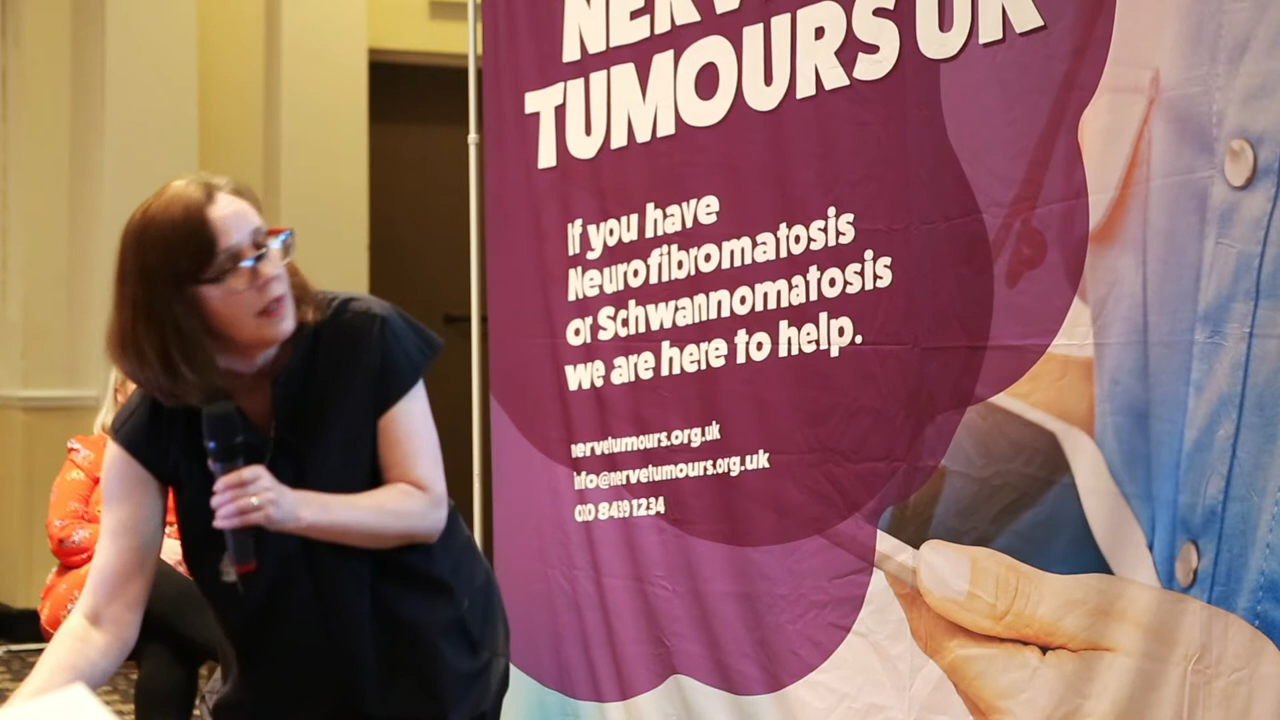 NERVE
TUMOURS UK
If you have
Neurofibromatosis
or Schwannomatosis
we are here to help.
nervetumours.org.uk
info@nervetumours.org.uk
020 8439 1234